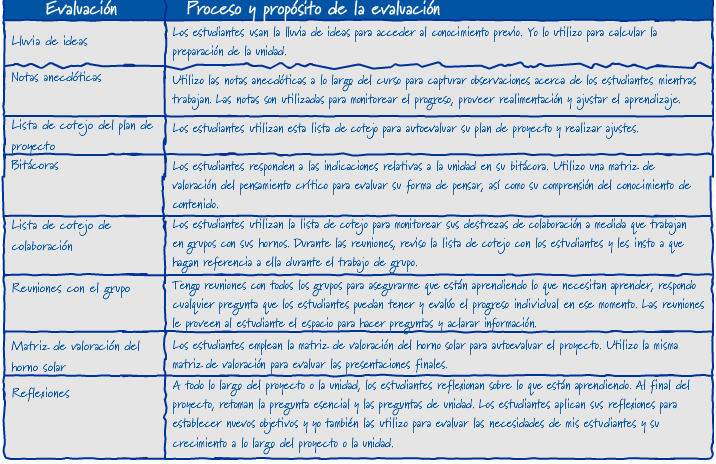 Evaluación Proceso y propósito de la evaluación
Lluvia de ideas
Los estudiantes usan la lluvia de ideas para acceder al conocimiento previo. Yo lo utilizo para calcular la
preparación de la unidad.
Notas anecdóticas
Utilizo las notas anecdóticas a lo largo del curso para capturar observaciones acerca de los estudiantes mientras
trabajan. Las notas son utilizadas para monitorear el progreso, proveer realimentación y ajustar el aprendizaje.
Lista de cotejo del plan de
proyecto
Los estudiantes utilizan esta lista de cotejo para autoevaluar su plan de proyecto y realizar ajustes.
Bitácoras
Los estudiantes responden a las indicaciones relativas a la unidad en su bitácora. Utilizo una matriz de
valoración del pensamiento crítico para evaluar su forma de pensar, así como su comprensión del conocimiento de
contenido.
Lista de cotejo de
colaboración
Los estudiantes utilizan la lista de cotejo para monitorear sus destrezas de colaboración a medida que trabajan
en grupos con sus hornos. Durante las reuniones, reviso la lista de cotejo con los estudiantes y les insto a que
hagan referencia a ella durante el trabajo de grupo.
Reuniones con el grupo
Tengo reuniones con todos los grupos para asegurarme que están aprendiendo lo que necesitan aprender, respondo
cualquier pregunta que los estudiantes puedan tener y evalúo el progreso individual en ese momento. Las reuniones
le proveen al estudiante el espacio para hacer preguntas y aclarar información.
Matriz de valoración del
horno solar
Los estudiantes emplean la matriz de valoración del horno solar para autoevaluar el proyecto. Utilizo la misma
matriz de valoración para evaluar las presentaciones finales.
Reflexiones
A todo lo largo del proyecto o la unidad, los estudiantes reflexionan sobre lo que están aprendiendo. Al final del
proyecto, retoman la pregunta esencial y las preguntas de unidad. Los estudiantes aplican sus reflexiones para
establecer nuevos objetivos y yo también las utilizo para evaluar las necesidades de mis estudiantes y su
crecimiento a lo largo del proyecto o la unidad.